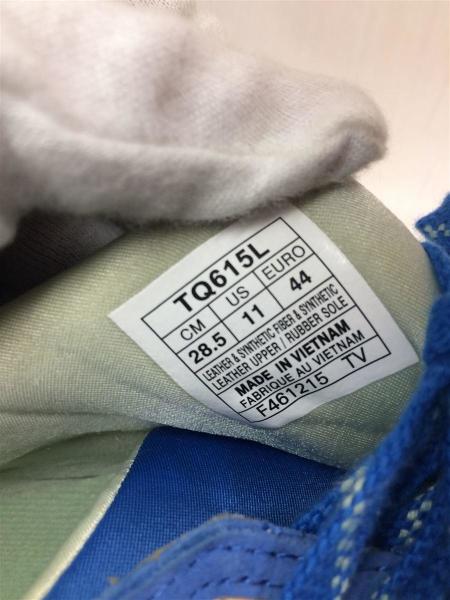 TQ615L
CM US EURO
28.5 11 44
LEATHER & SYNTHETIC FIBER & SYNTHETIC
LEATHER UPPER / RUBBER SOLE
MADE IN VIETNAM
FABRIQUE AU VIETNAM
F461215 TV